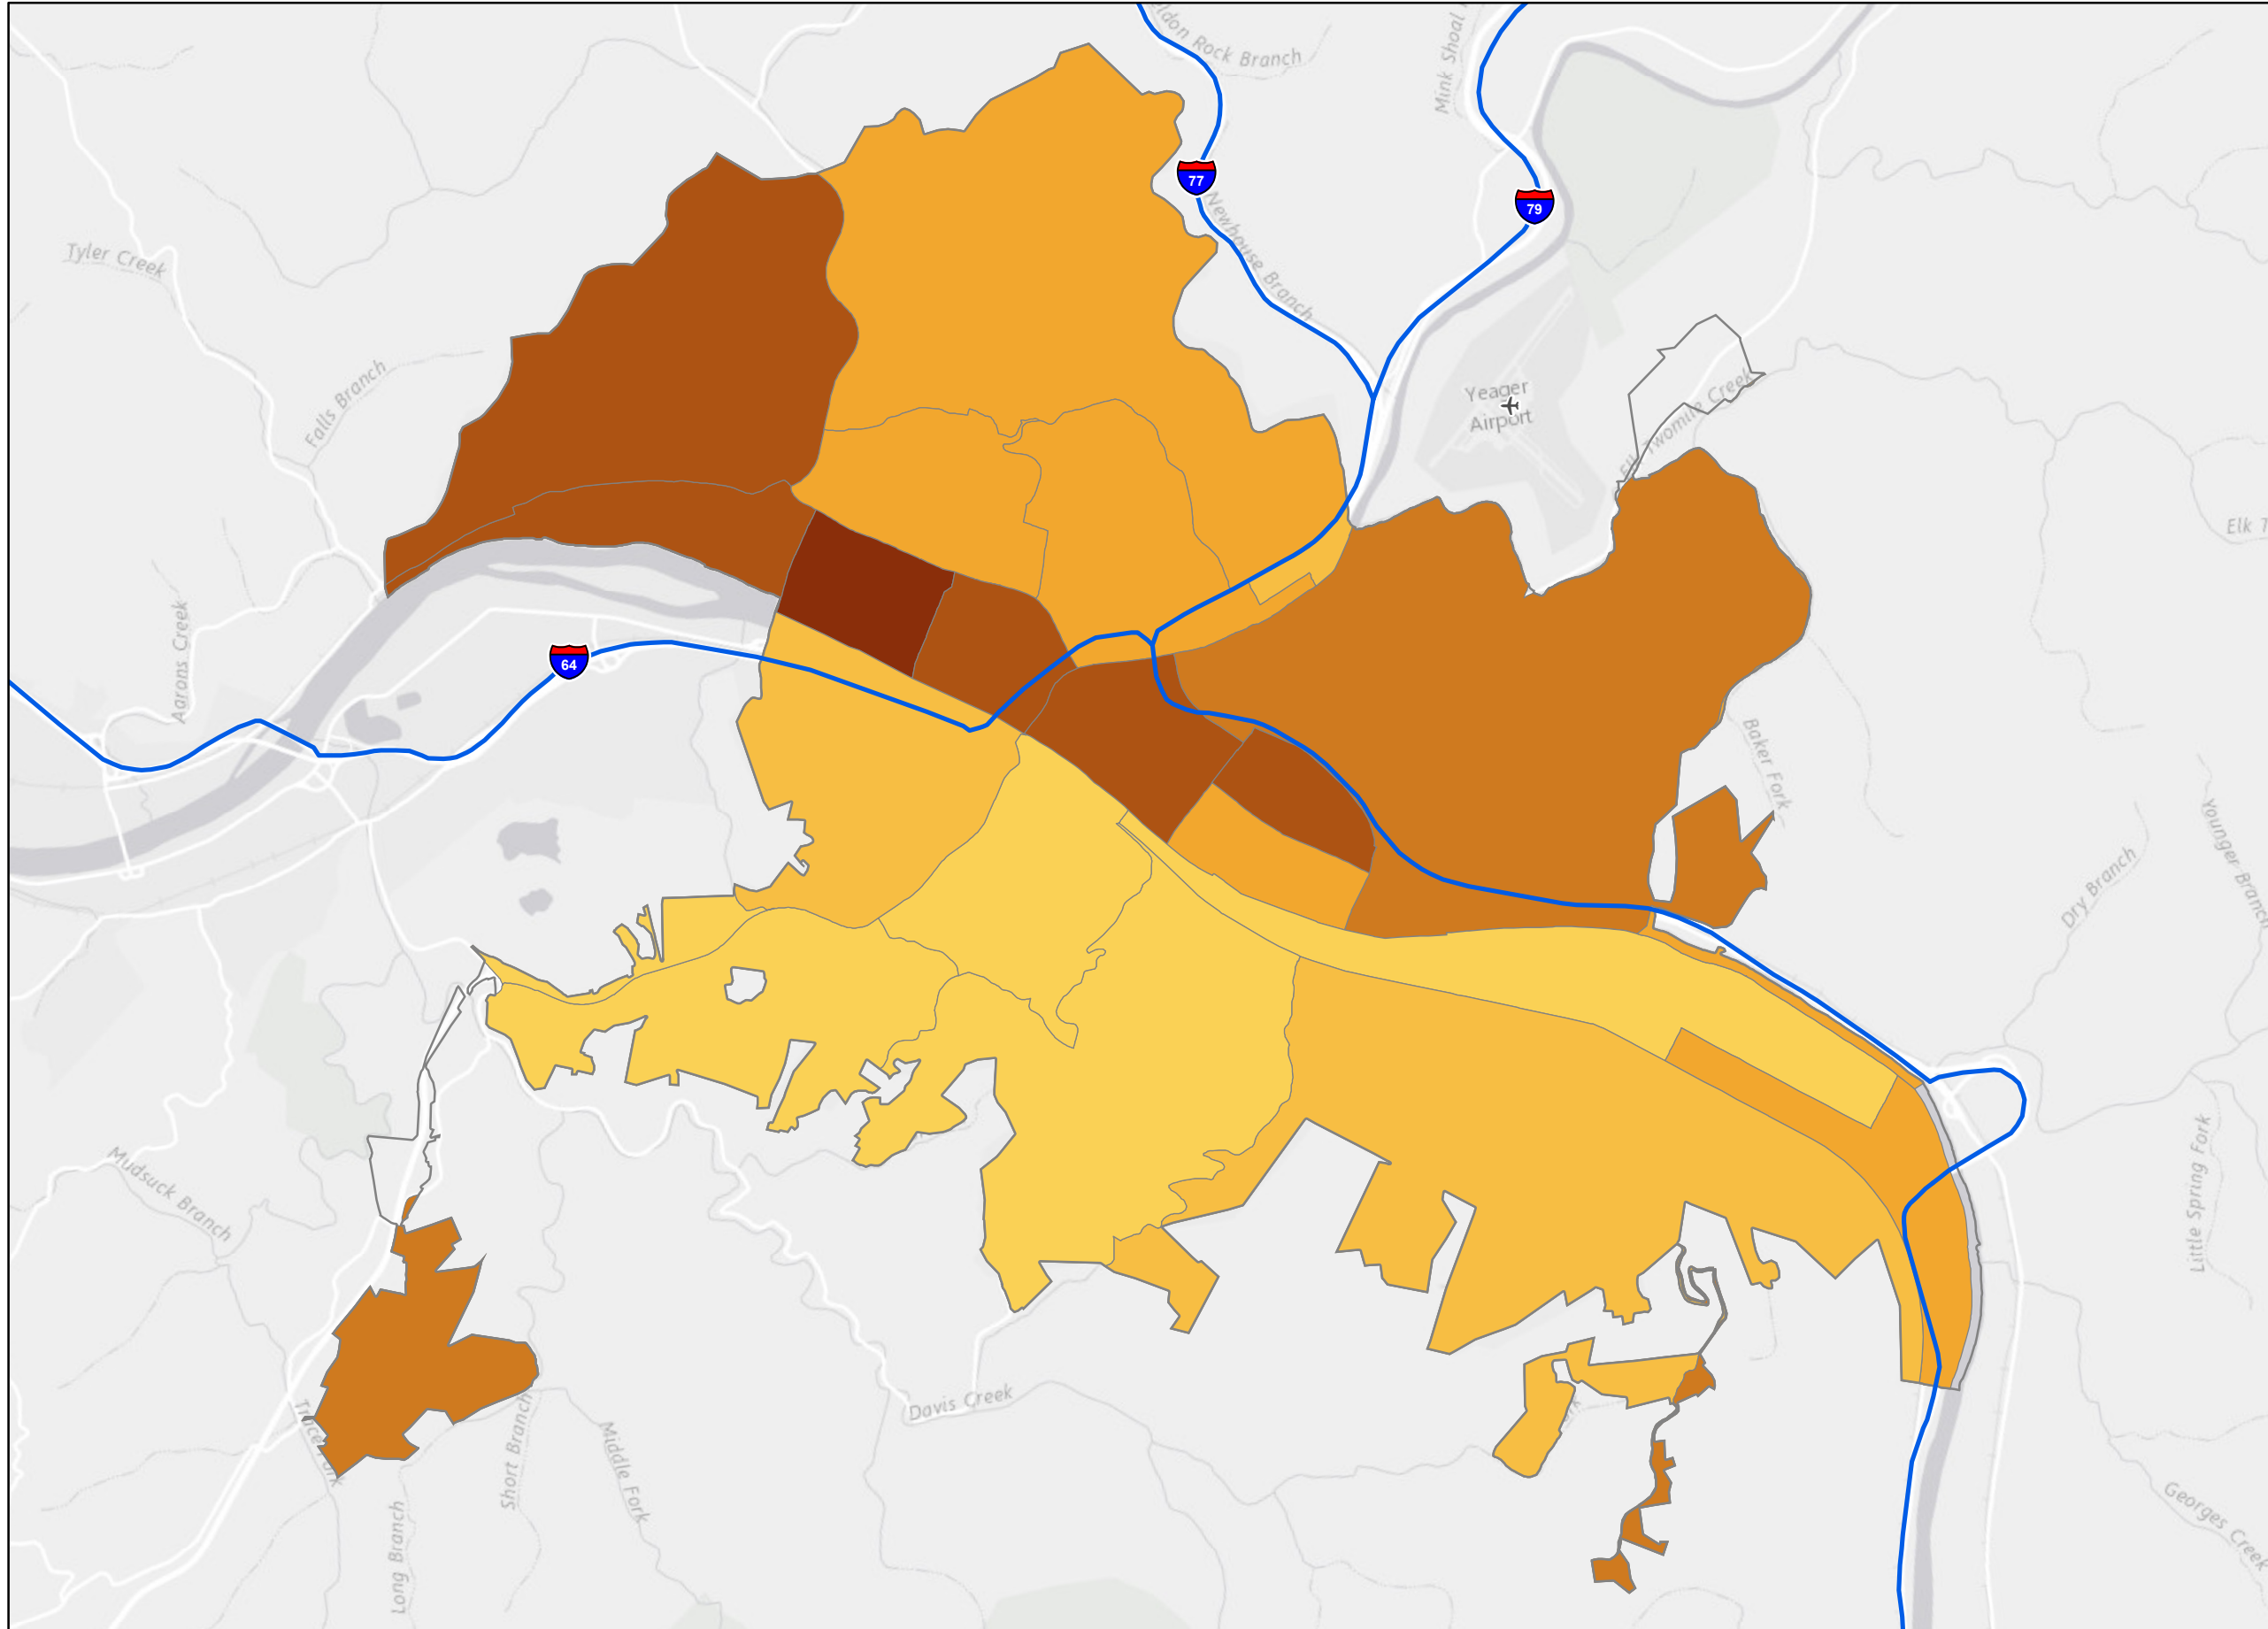 Rock Branch
Mink Shoal
77
79
Newhouse Branch
Tyler Creek
Yeager
Airport
Falls Branch
Elk Twomile Creek
Aarons Creek
64
Baker Fork
Dry Branch
Younger Branch
Mudsuck Branch
Little Spring Fork
Davis Creek
Short Branch
Middle Fork
Long Branch
Georges Creek